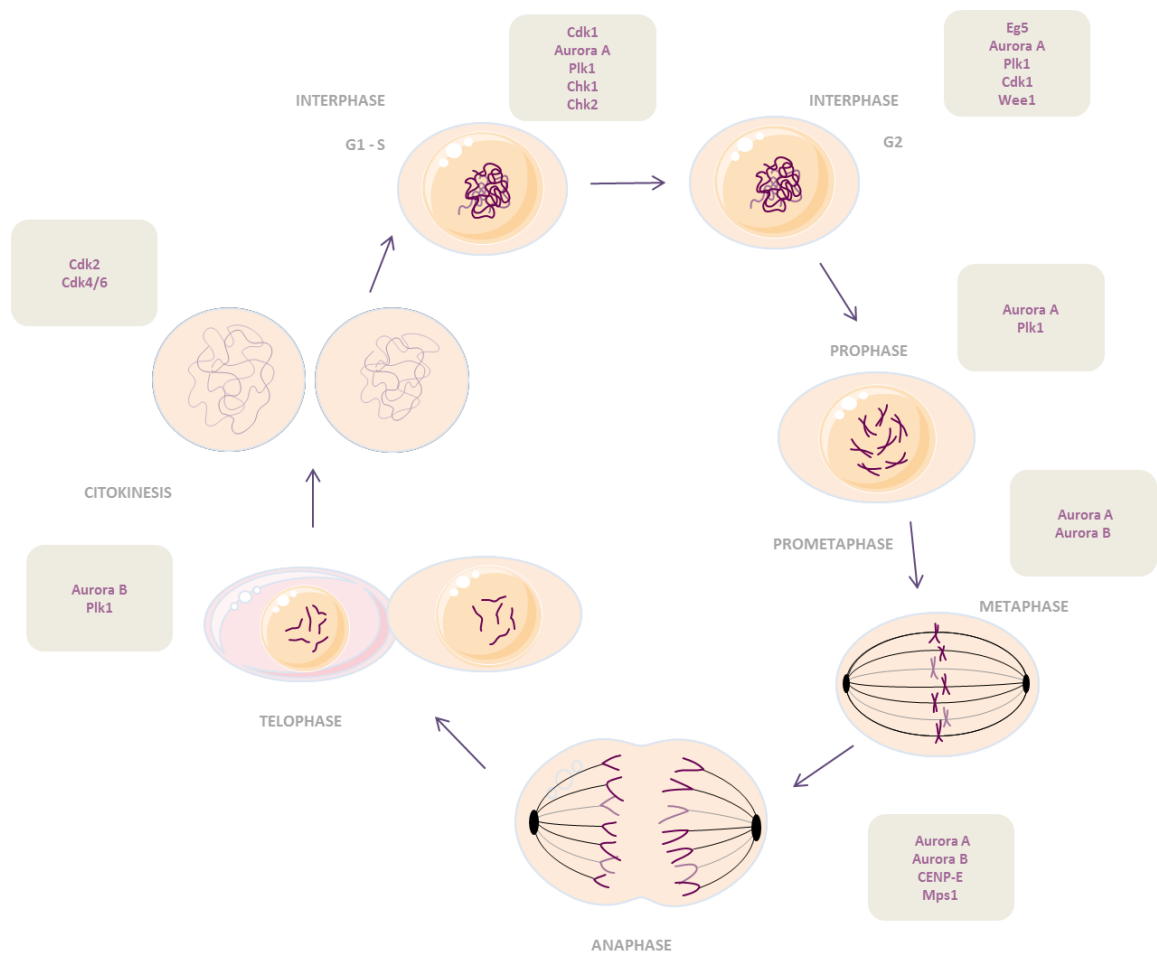 Cdk1
Aurora A
Plk1
Chk1
Chk2
INTERPHASE
G1 - S
Eg5
Aurora A
Plk1
Cdk1
Wee1
INTERPHASE
G2
Cdk2
Cdk4/6
Aurora A
Plk1
PROPHASE
CITOKINESIS
Aurora A
Aurora B
PROMETAPHASE
METAPHASE
Aurora B
Plk1
TELOPHASE
Aurora A
Aurora B
CENP-E
Mps1
ANAPHASE